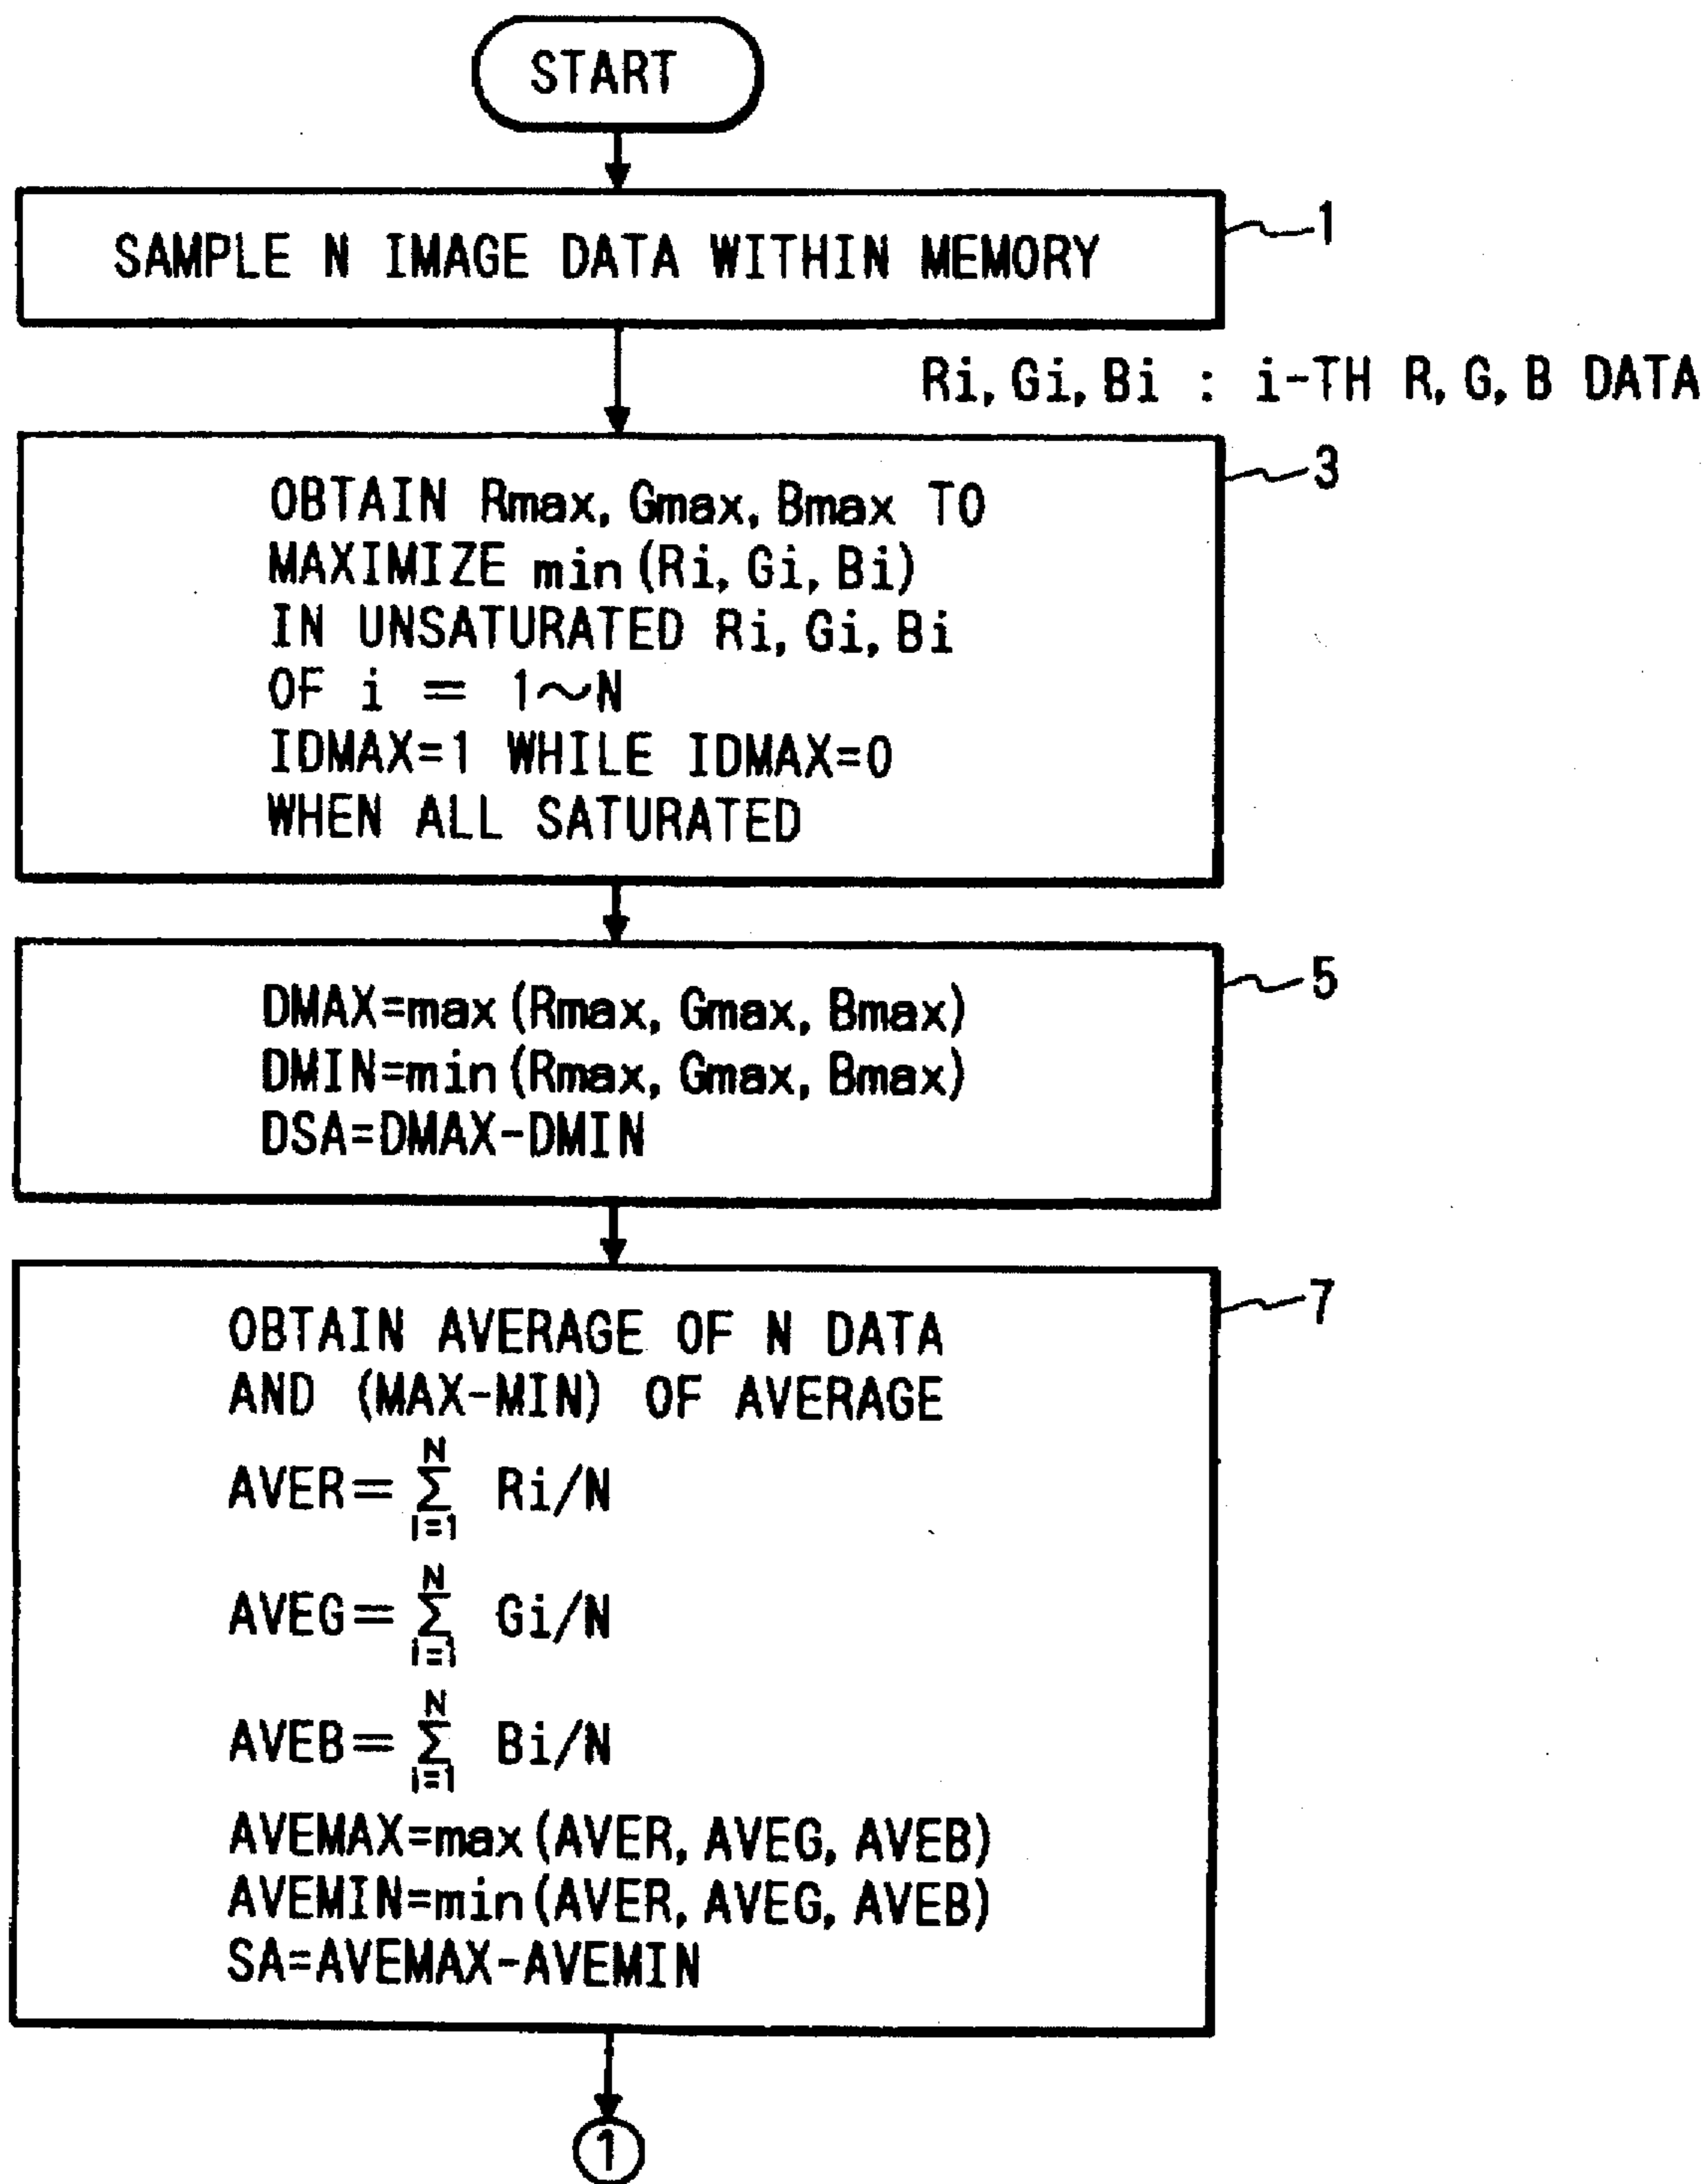 START
SAMPLE N IMAGE DATA WITHIN MEMORY
1
Ri, Gi, Bi : i-TH R, G, B DATA
3
OBTAIN Rmax, Gmax, Bmax TO
MAXIMIZE min(Ri, Gi, Bi)
IN UNSATURATED Ri, Gi, Bi
OF i = 1~N
IDMAX=1 WHILE IDMAX=0
WHEN ALL SATURATED
5
DMAX=max(Rmax, Gmax, Bmax)
DMIN=min(Rmax, Gmax, Bmax)
DSA=DMAX-DMIN
7
OBTAIN AVERAGE OF N DATA
AND (MAX-MIN) OF AVERAGE
N
AVER=Σ Ri/N
i=1
N
AVEG=Σ Gi/N
i=1
N
AVEB=Σ Bi/N
i=1
AVEMAX=max(AVER, AVEG, AVEB)
AVEMIN=min(AVER, AVEG, AVEB)
SA=AVEMAX-AVEMIN
1